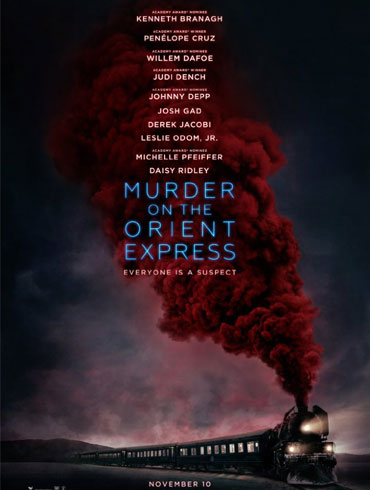 ACADEMY AWARD® NOMINEE
KENNETH BRANAGH
ACADEMY AWARD® WINNER
PENÉLOPE CRUZ
ACADEMY AWARD® NOMINEE
WILLEM DAFOE
ACADEMY AWARD® WINNER
JUDI DENCH
ACADEMY AWARD® NOMINEE
JOHNNY DEPP
JOSH GAD
DEREK JACOBI
LESLIE ODOM, JR.
ACADEMY AWARD® NOMINEE
MICHELLE PFEIFFER
DAISY RIDLEY
MURDER
ON THE
ORIENT
EXPRESS
EVERYONE IS A SUSPECT
NOVEMBER 10